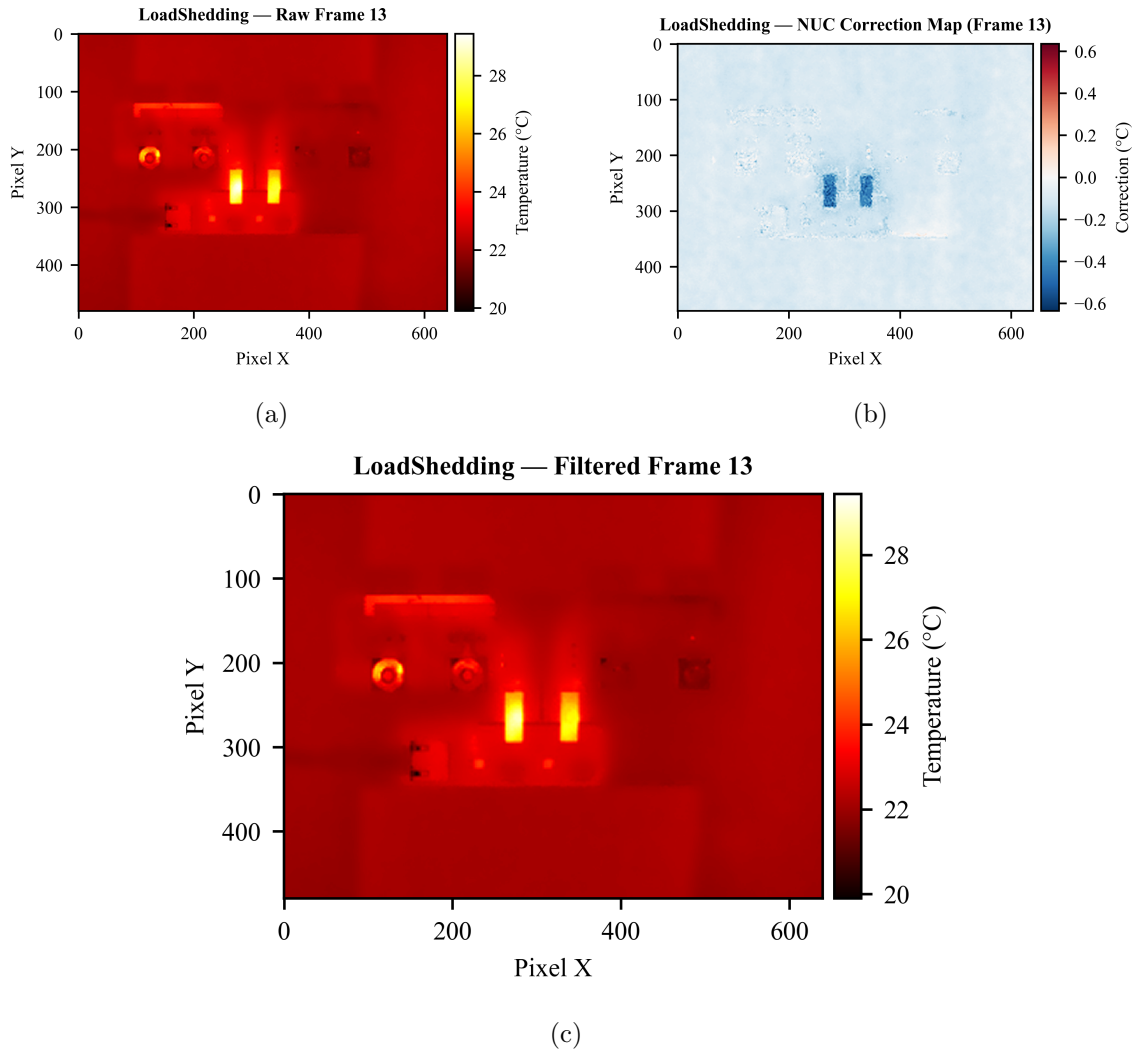 LoadShedding — Raw Frame 13
0
100
200
300
400
Pixel Y
0
200
400
600
Pixel X
28
26
24
22
20
Temperature (°C)
(a)
LoadShedding — NUC Correction Map (Frame 13)
0
100
200
300
400
Pixel Y
0
200
400
600
Pixel X
0.6
0.4
0.2
0.0
−0.2
−0.4
−0.6
Correction (°C)
(b)
LoadShedding — Filtered Frame 13
0
100
200
300
400
Pixel Y
0
200
400
600
Pixel X
28
26
24
22
20
Temperature (°C)
(c)